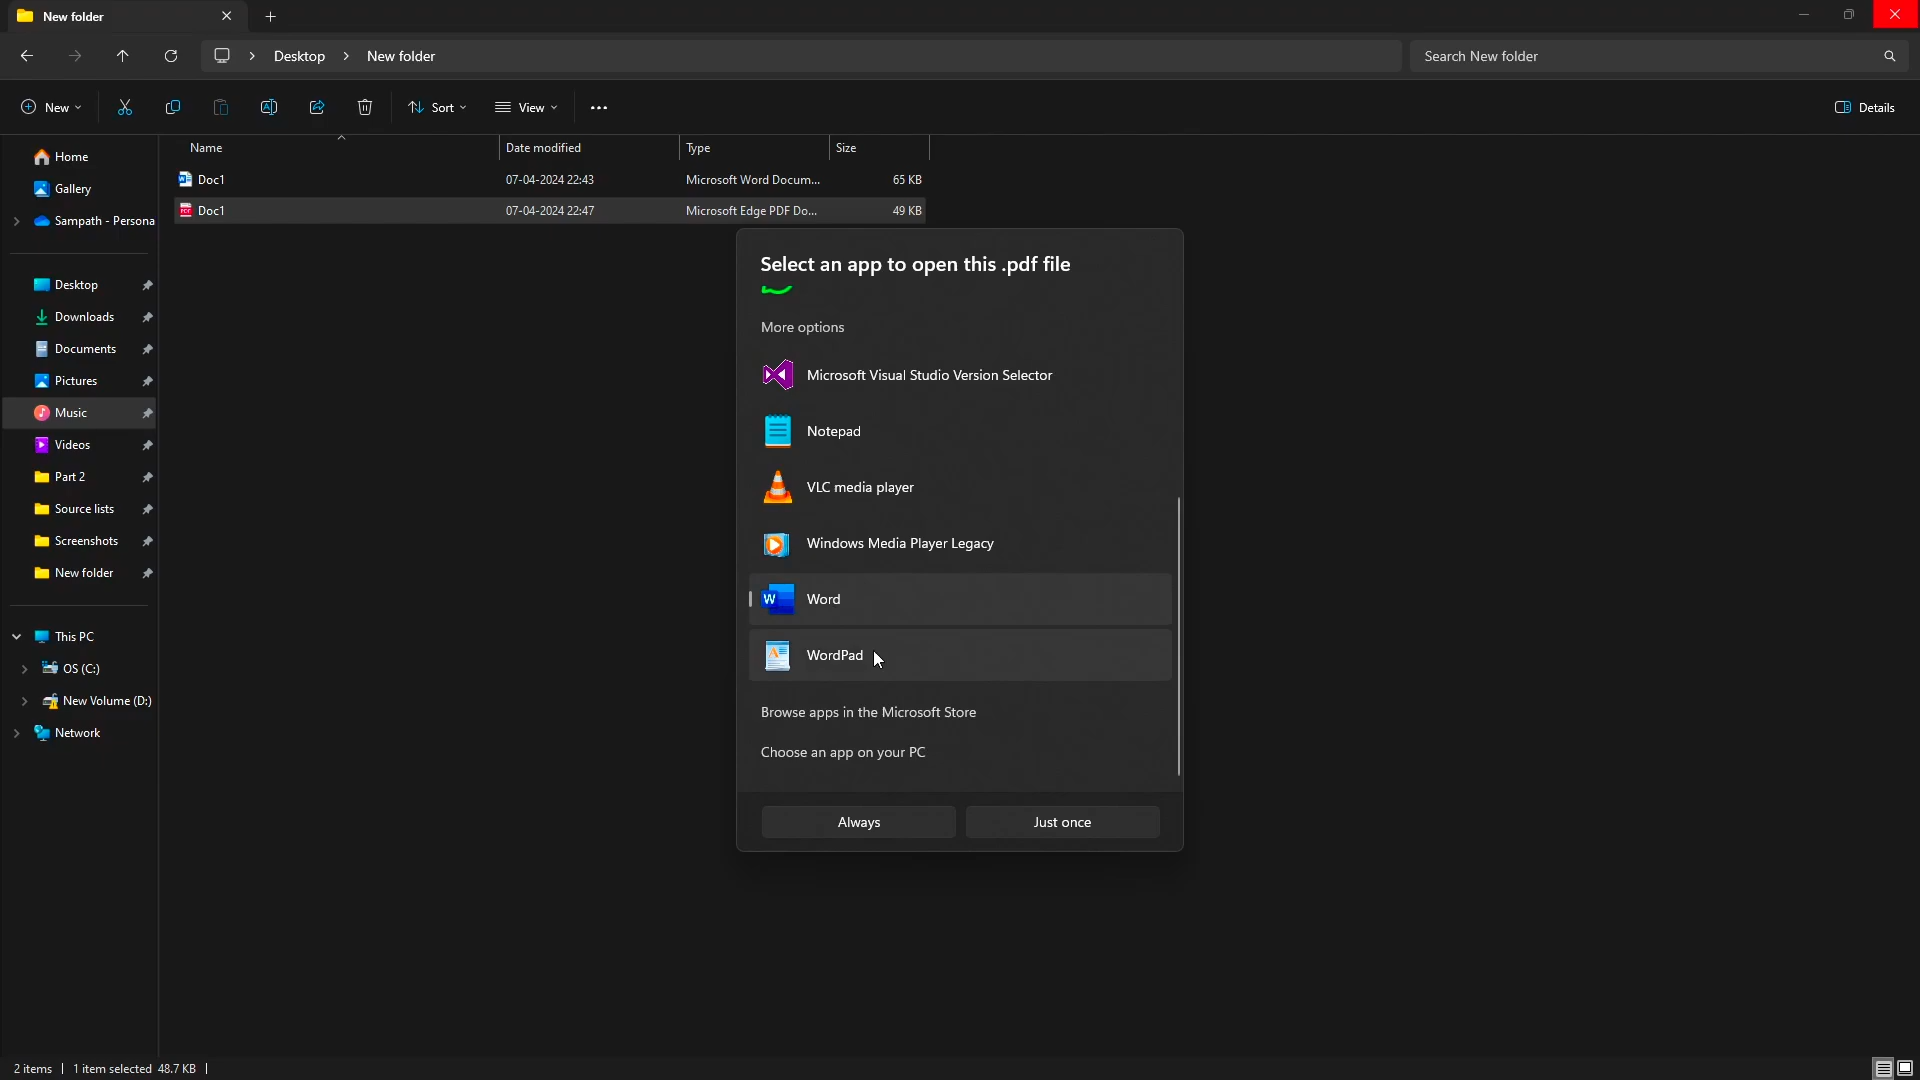 New folder
Desktop > New folder
Search New folder
New
Sort
View
Details
Name Date modified Type Size
Doc1 07-04-2024 22:43 Microsoft Word Docum... 65 KB
Doc1 07-04-2024 22:47 Microsoft Edge PDF Do... 49 KB
Home
Gallery
Sampath - Persona
Desktop
Downloads
Documents
Pictures
Music
Videos
Part 2
Source lists
Screenshots
New folder
This PC
OS (C:)
New Volume (D:)
Network
Select an app to open this .pdf file
More options
Microsoft Visual Studio Version Selector
Notepad
VLC media player
Windows Media Player Legacy
Word
WordPad
Browse apps in the Microsoft Store
Choose an app on your PC
Always
Just once
2 items 1 item selected 48.7 KB